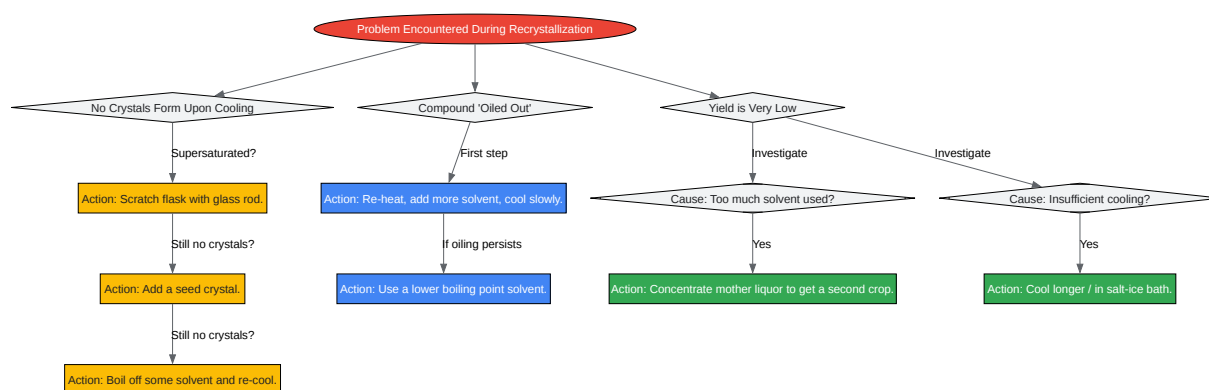 Problem Encountered During Recrystallization
No Crystals Form Upon Cooling
Compound 'Oiled Out'
Yield is Very Low
Supersaturated?
First step
Investigate
Investigate
Action: Scratch flask with glass rod.
Action: Re-heat, add more solvent, cool slowly.
Cause: Too much solvent used?
Cause: Insufficient cooling?
Still no crystals?
If oiling persists
Yes
Yes
Action: Add a seed crystal.
Action: Use a lower boiling point solvent.
Action: Concentrate mother liquor to get a second crop.
Action: Cool longer / in salt-ice bath.
Still no crystals?
Action: Boil off some solvent and re-cool.